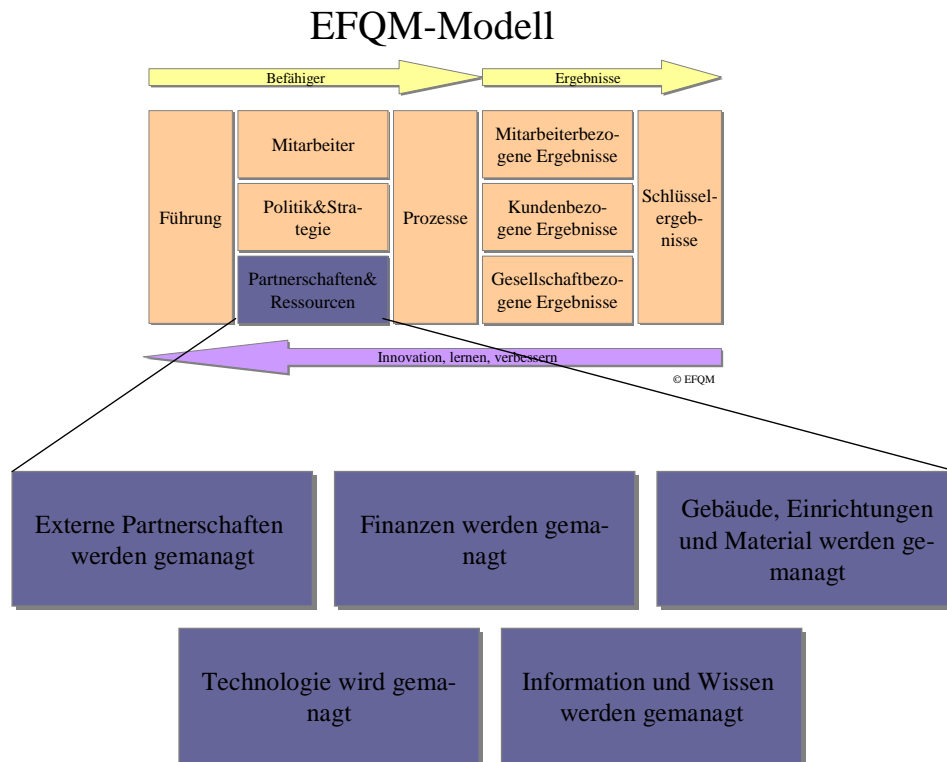 EFQM-Modell
Befähiger
Ergebnisse
Führung
Mitarbeiter
Politik&Stra-
tegie
Partnerschaften&
Ressourcen
Prozesse
Mitarbeiterbezo-
gene Ergebnisse
Kundenbezo-
gene Ergebnisse
Gesellschaftbezo-
gene Ergebnisse
Schlüssel-
ergeb-
nisse
Innovation, lernen, verbessern
© EFQM
Externe Partnerschaften
werden gemanagt
Finanzen werden gema-
nagt
Gebäude, Einrichtungen
und Material werden ge-
managt
Technologie wird gema-
nagt
Information und Wissen
werden gemanagt